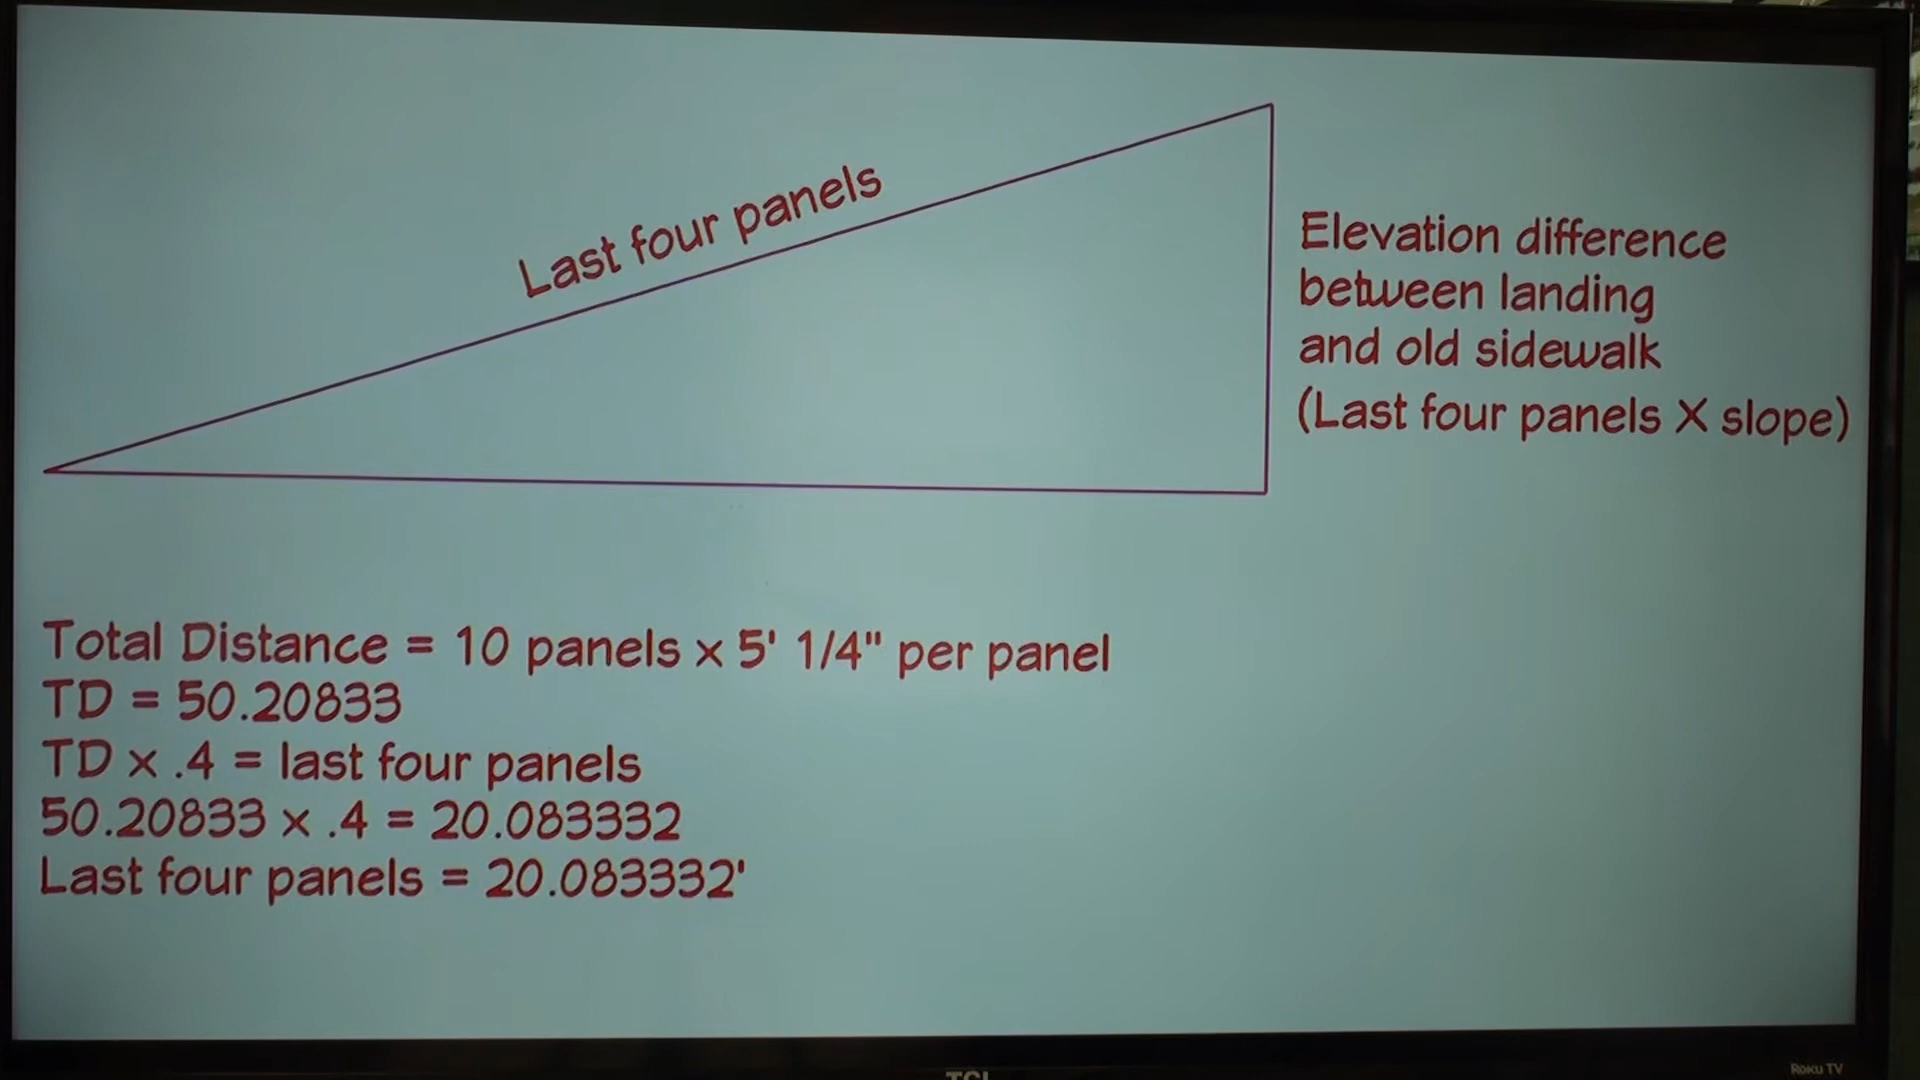 Last four panels
Elevation difference
between landing
and old sidewalk
(Last four panels X slope)
Total Distance = 10 panels x 5' 1/4" per panel
TD = 50.20833
TD x .4 = last four panels
50.20833 x .4 = 20.083332
Last four panels = 20.083332'
TCL
Roku TV